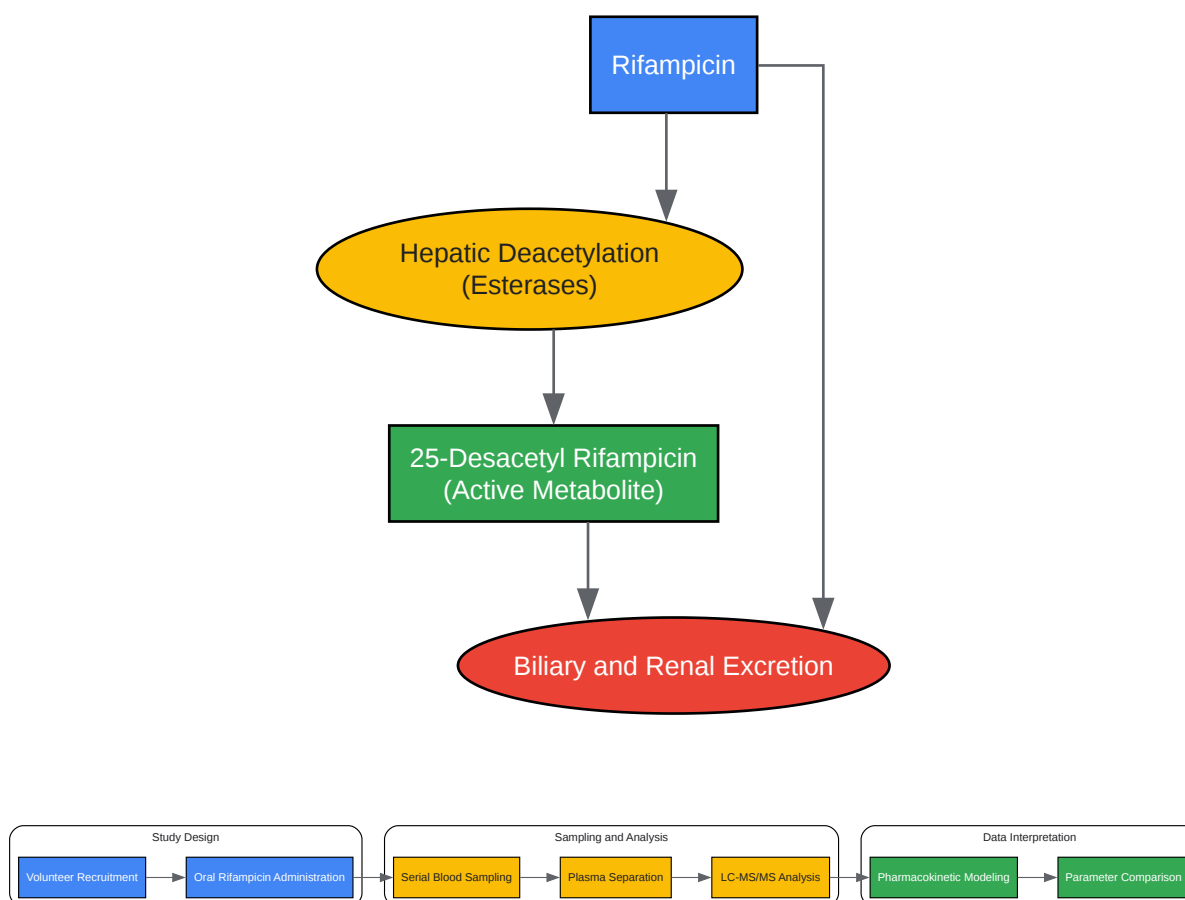 Rifampicin
Hepatic Deacetylation
(Esterases)
25-Desacetyl Rifampicin
(Active Metabolite)
Biliary and Renal Excretion
Study Design
Volunteer Recruitment
Oral Rifampicin Administration
Sampling and Analysis
Serial Blood Sampling
Plasma Separation
LC-MS/MS Analysis
Data Interpretation
Pharmacokinetic Modeling
Parameter Comparison